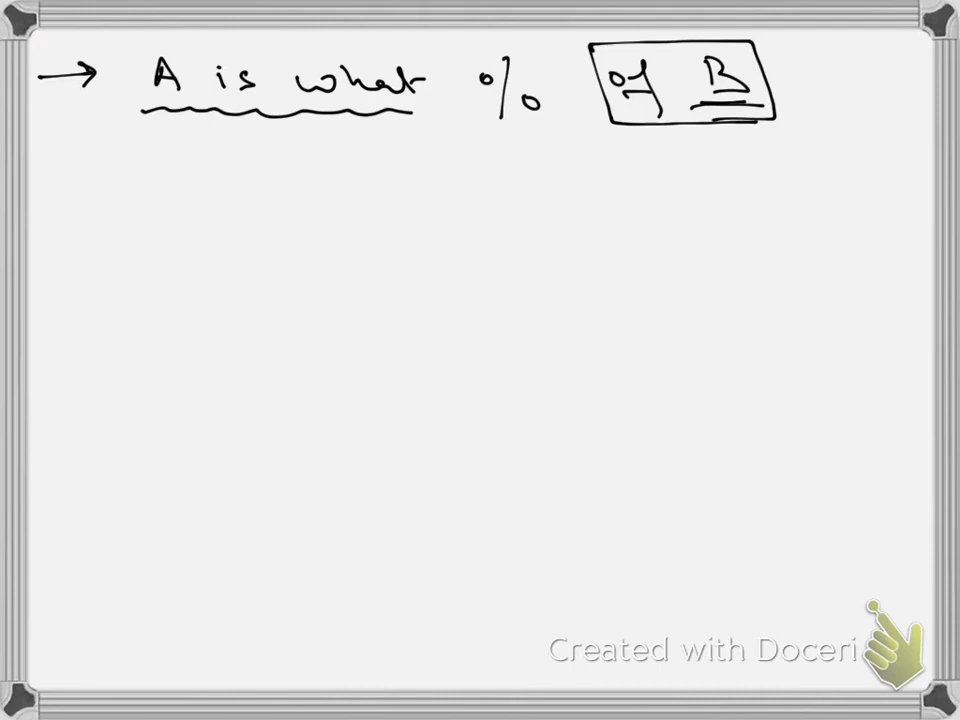 → A is what % of B
Created with Doceri